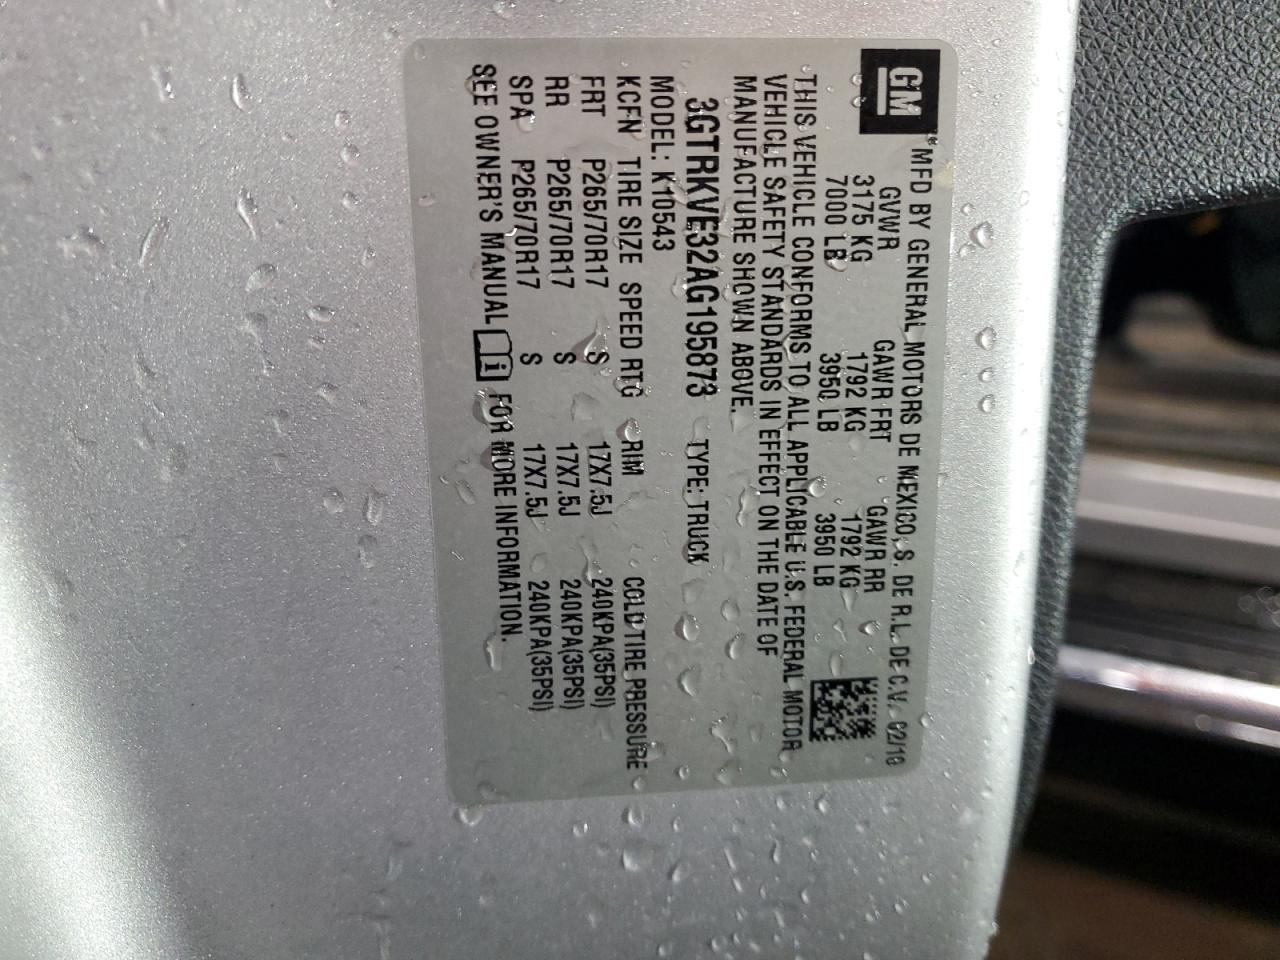 GM
MFD BY GENERAL MOTORS DE MEXICO, S. DE R.L. DE C.V. 02/10
GVWR GAWR FRT GAWR RR
3175 KG 1792 KG 1792 KG
7000 LB 3950 LB 3950 LB
THIS VEHICLE CONFORMS TO ALL APPLICABLE U.S. FEDERAL MOTOR
VEHICLE SAFETY STANDARDS IN EFFECT ON THE DATE OF
MANUFACTURE SHOWN ABOVE.
3GTRKVE32AG195873 TYPE: TRUCK
MODEL: K10543
KCFN TIRE SIZE SPEED RTG RIM COLD TIRE PRESSURE
FRT P265/70R17 S 17X7.5J 240KPA(35PSI)
RR P265/70R17 S 17X7.5J 240KPA(35PSI)
SPA P265/70R17 S 17X7.5J 240KPA(35PSI)
SEE OWNER'S MANUAL i FOR MORE INFORMATION.